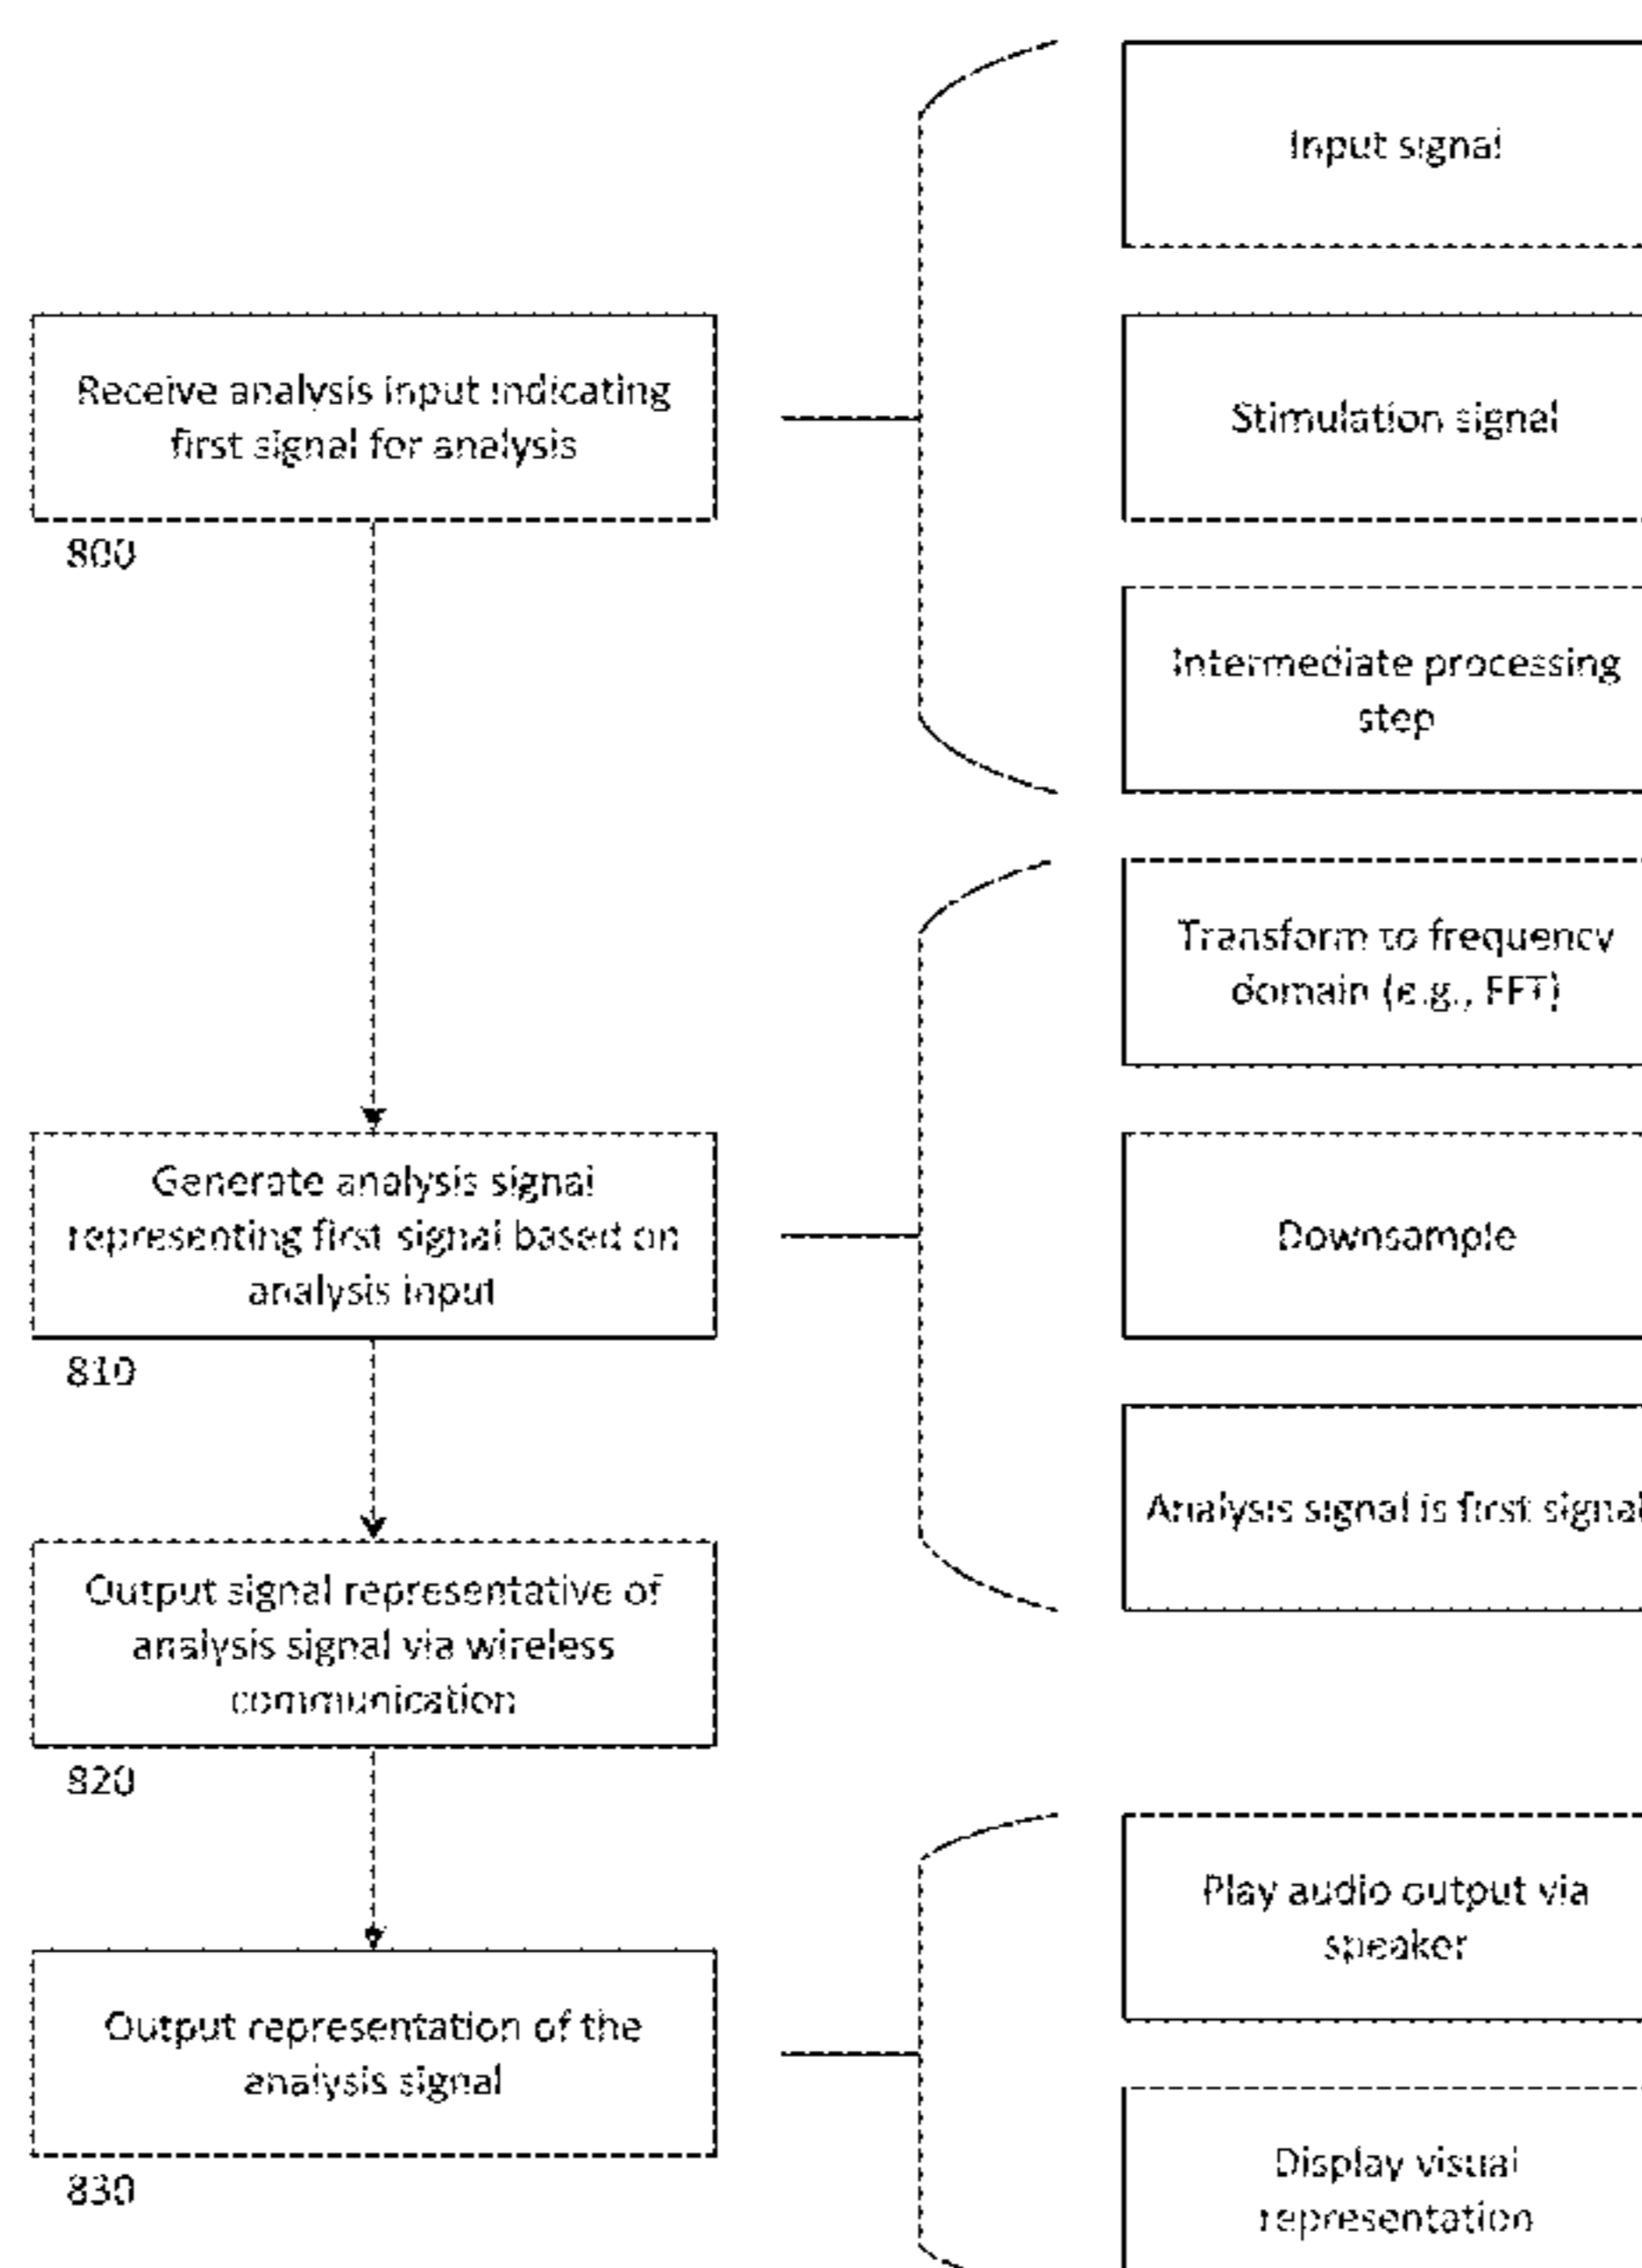 Input signal
Receive analysis input indicating
first signal for analysis
800
Stimulation signal
Intermediate processing
step
Transform to frequency
domain (e.g., FFT)
Generate analysis signal
representing first signal based on
analysis input
810
Downsample
Analysis signal is first signal
Output signal representative of
analysis signal via wireless
communication
820
Play audio output via
speaker
Output representation of the
analysis signal
830
Display visual
representation